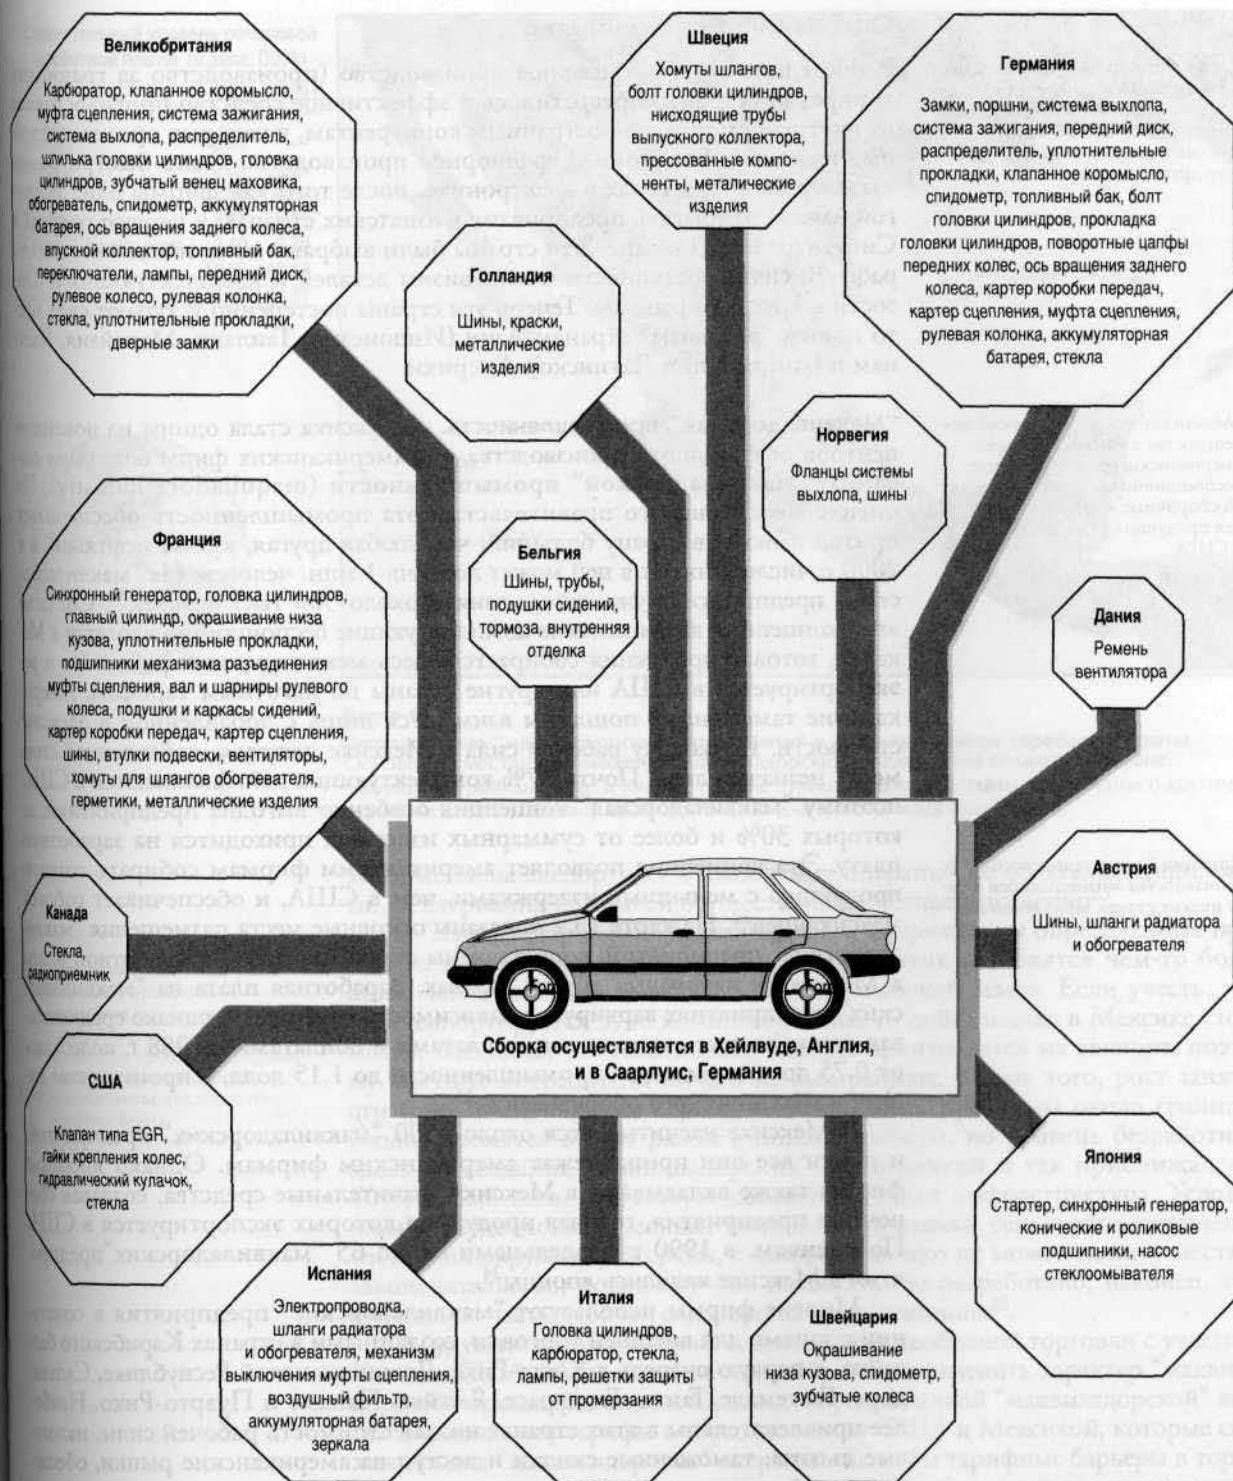 Великобритания
Карбюратор, клапанное коромысло,
муфта сцепления, система зажигания,
система выхлопа, распределитель,
шпилька головки цилиндров, головка
цилиндров, зубчатый венец маховика,
обогреватель, спидометр, аккумуляторная
батарея, ось вращения заднего колеса,
впускной коллектор, топливный бак,
переключатели, лампы, передний диск,
рулевое колесо, рулевая колонка,
стекла, уплотнительные прокладки,
дверные замки
Голландия
Шины, краски,
металлические
изделия
Швеция
Хомуты шлангов,
болт головки цилиндров,
нисходящие трубы
выпускного коллектора,
прессованные компо-
ненты, металические
изделия
Германия
Замки, поршни, система выхлопа,
система зажигания, передний диск,
распределитель, уплотнительные
прокладки, клапанное коромысло,
спидометр, топливный бак, болт
головки цилиндров, прокладка
головки цилиндров, поворотные цапфы
передних колес, ось вращения заднего
колеса, картер коробки передач,
картер сцепления, муфта сцепления,
рулевая колонка, аккумуляторная
батарея, стекла
Норвегия
Фланцы системы
выхлопа, шины
Франция
Синхронный генератор, головка цилиндров,
главный цилиндр, окрашивание низа
кузова, уплотнительные прокладки,
подшипники механизма разъединения
муфты сцепления, вал и шарниры рулевого
колеса, подушки и каркасы сидений,
картер коробки передач, картер сцепления,
шины, втулки подвески, вентиляторы,
хомуты для шлангов обогревателя,
герметики, металлические изделия
Бельгия
Шины, трубы,
подушки сидений,
тормоза, внутренняя
отделка
Дания
Ремень
вентилятора
Австрия
Шины, шланги радиатора
и обогревателя
Канада
Стекла,
радиоприемник
Ford
Ford
Сборка осуществляется в Хейлвуде, Англия,
и в Саарлуис, Германия
США
Клапан типа EGR,
гайки крепления колес,
гидравлический кулачок,
стекла
Япония
Стартер, синхронный генератор,
конические и роликовые
подшипники, насос
стеклоомывателя
Испания
Электропроводка,
шланги радиатора
и обогревателя, механизм
выключения муфты сцепления,
воздушный фильтр,
аккумуляторная батарея,
зеркала
Италия
Головка цилиндров,
карбюратор, стекла,
лампы, решетки защиты
от промерзания
Швейцария
Окрашивание
низа кузова, спидометр,
зубчатые колеса